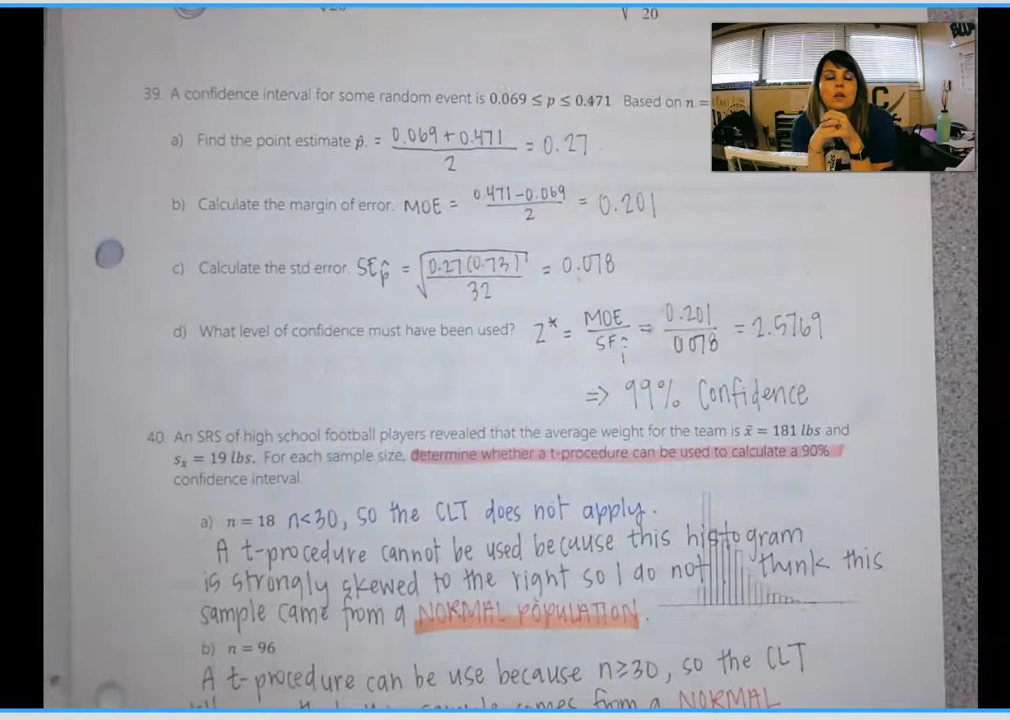 √ 20
39. A confidence interval for some random event is 0.069 ≤ p ≤ 0.471. Based on n =
a) Find the point estimate p̂. = (0.069 + 0.471)/2 = 0.27
b) Calculate the margin of error. MOE = (0.471 - 0.069)/2 = 0.201
c) Calculate the std error. SE p̂ = √(0.27(0.73)/32) = 0.078
d) What level of confidence must have been used? Z* = MOE/SE p̂ ⇒ 0.201/0.078 = 2.5769
⇒ 99% Confidence
40. An SRS of high school football players revealed that the average weight for the team is x̄ = 181 lbs and
sₓ = 19 lbs. For each sample size, determine whether a t-procedure can be used to calculate a 90%
confidence interval.
a) n = 18 n<30, so the CLT does not apply.
A t-procedure cannot be used because this histogram
is strongly skewed to the right so I do not think this
sample came from a NORMAL POPULATION.
b) n = 96
A t-procedure can be use because n≥30, so the CLT
sample comes from a NORMAL